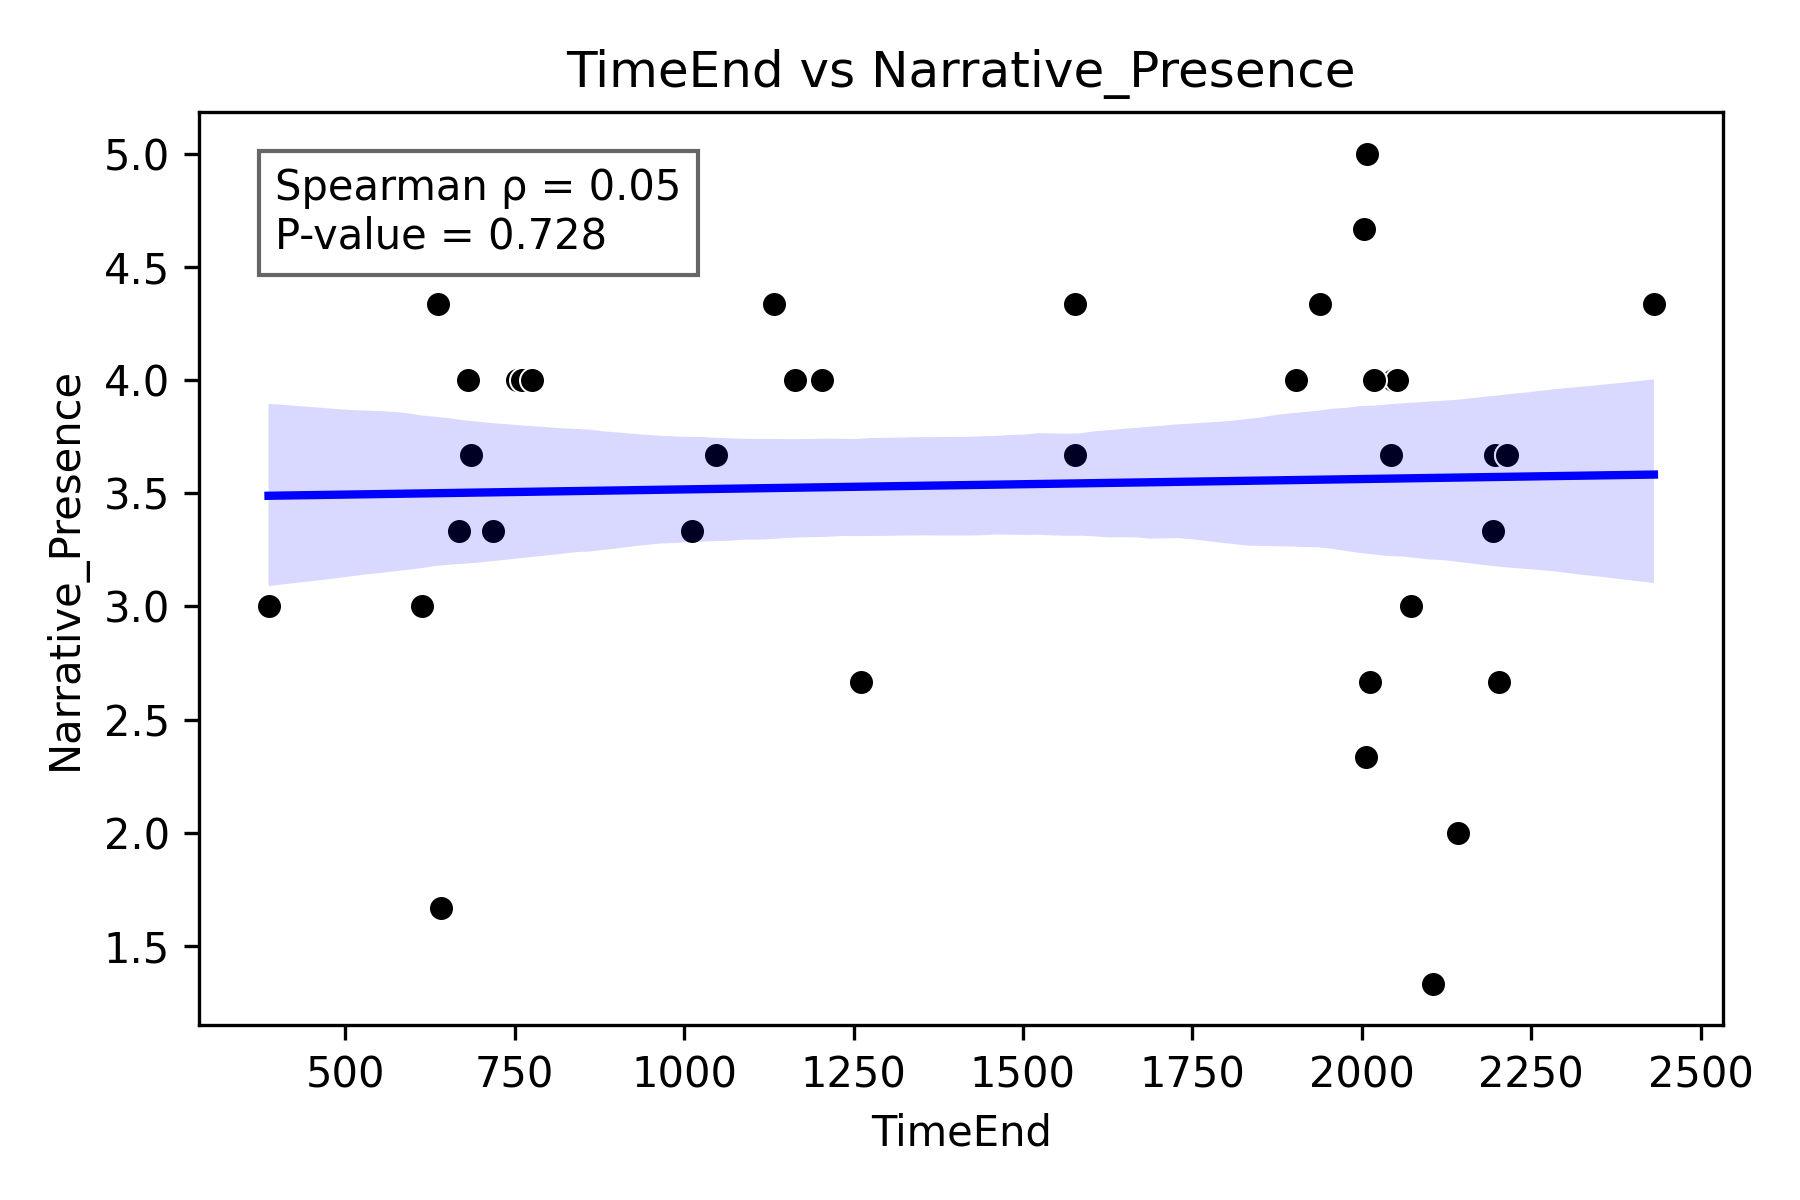 TimeEnd vs Narrative_Presence
Spearman ρ = 0.05
P-value = 0.728
Narrative_Presence
5.0
4.5
4.0
3.5
3.0
2.5
2.0
1.5
500 750 1000 1250 1500 1750 2000 2250 2500
TimeEnd